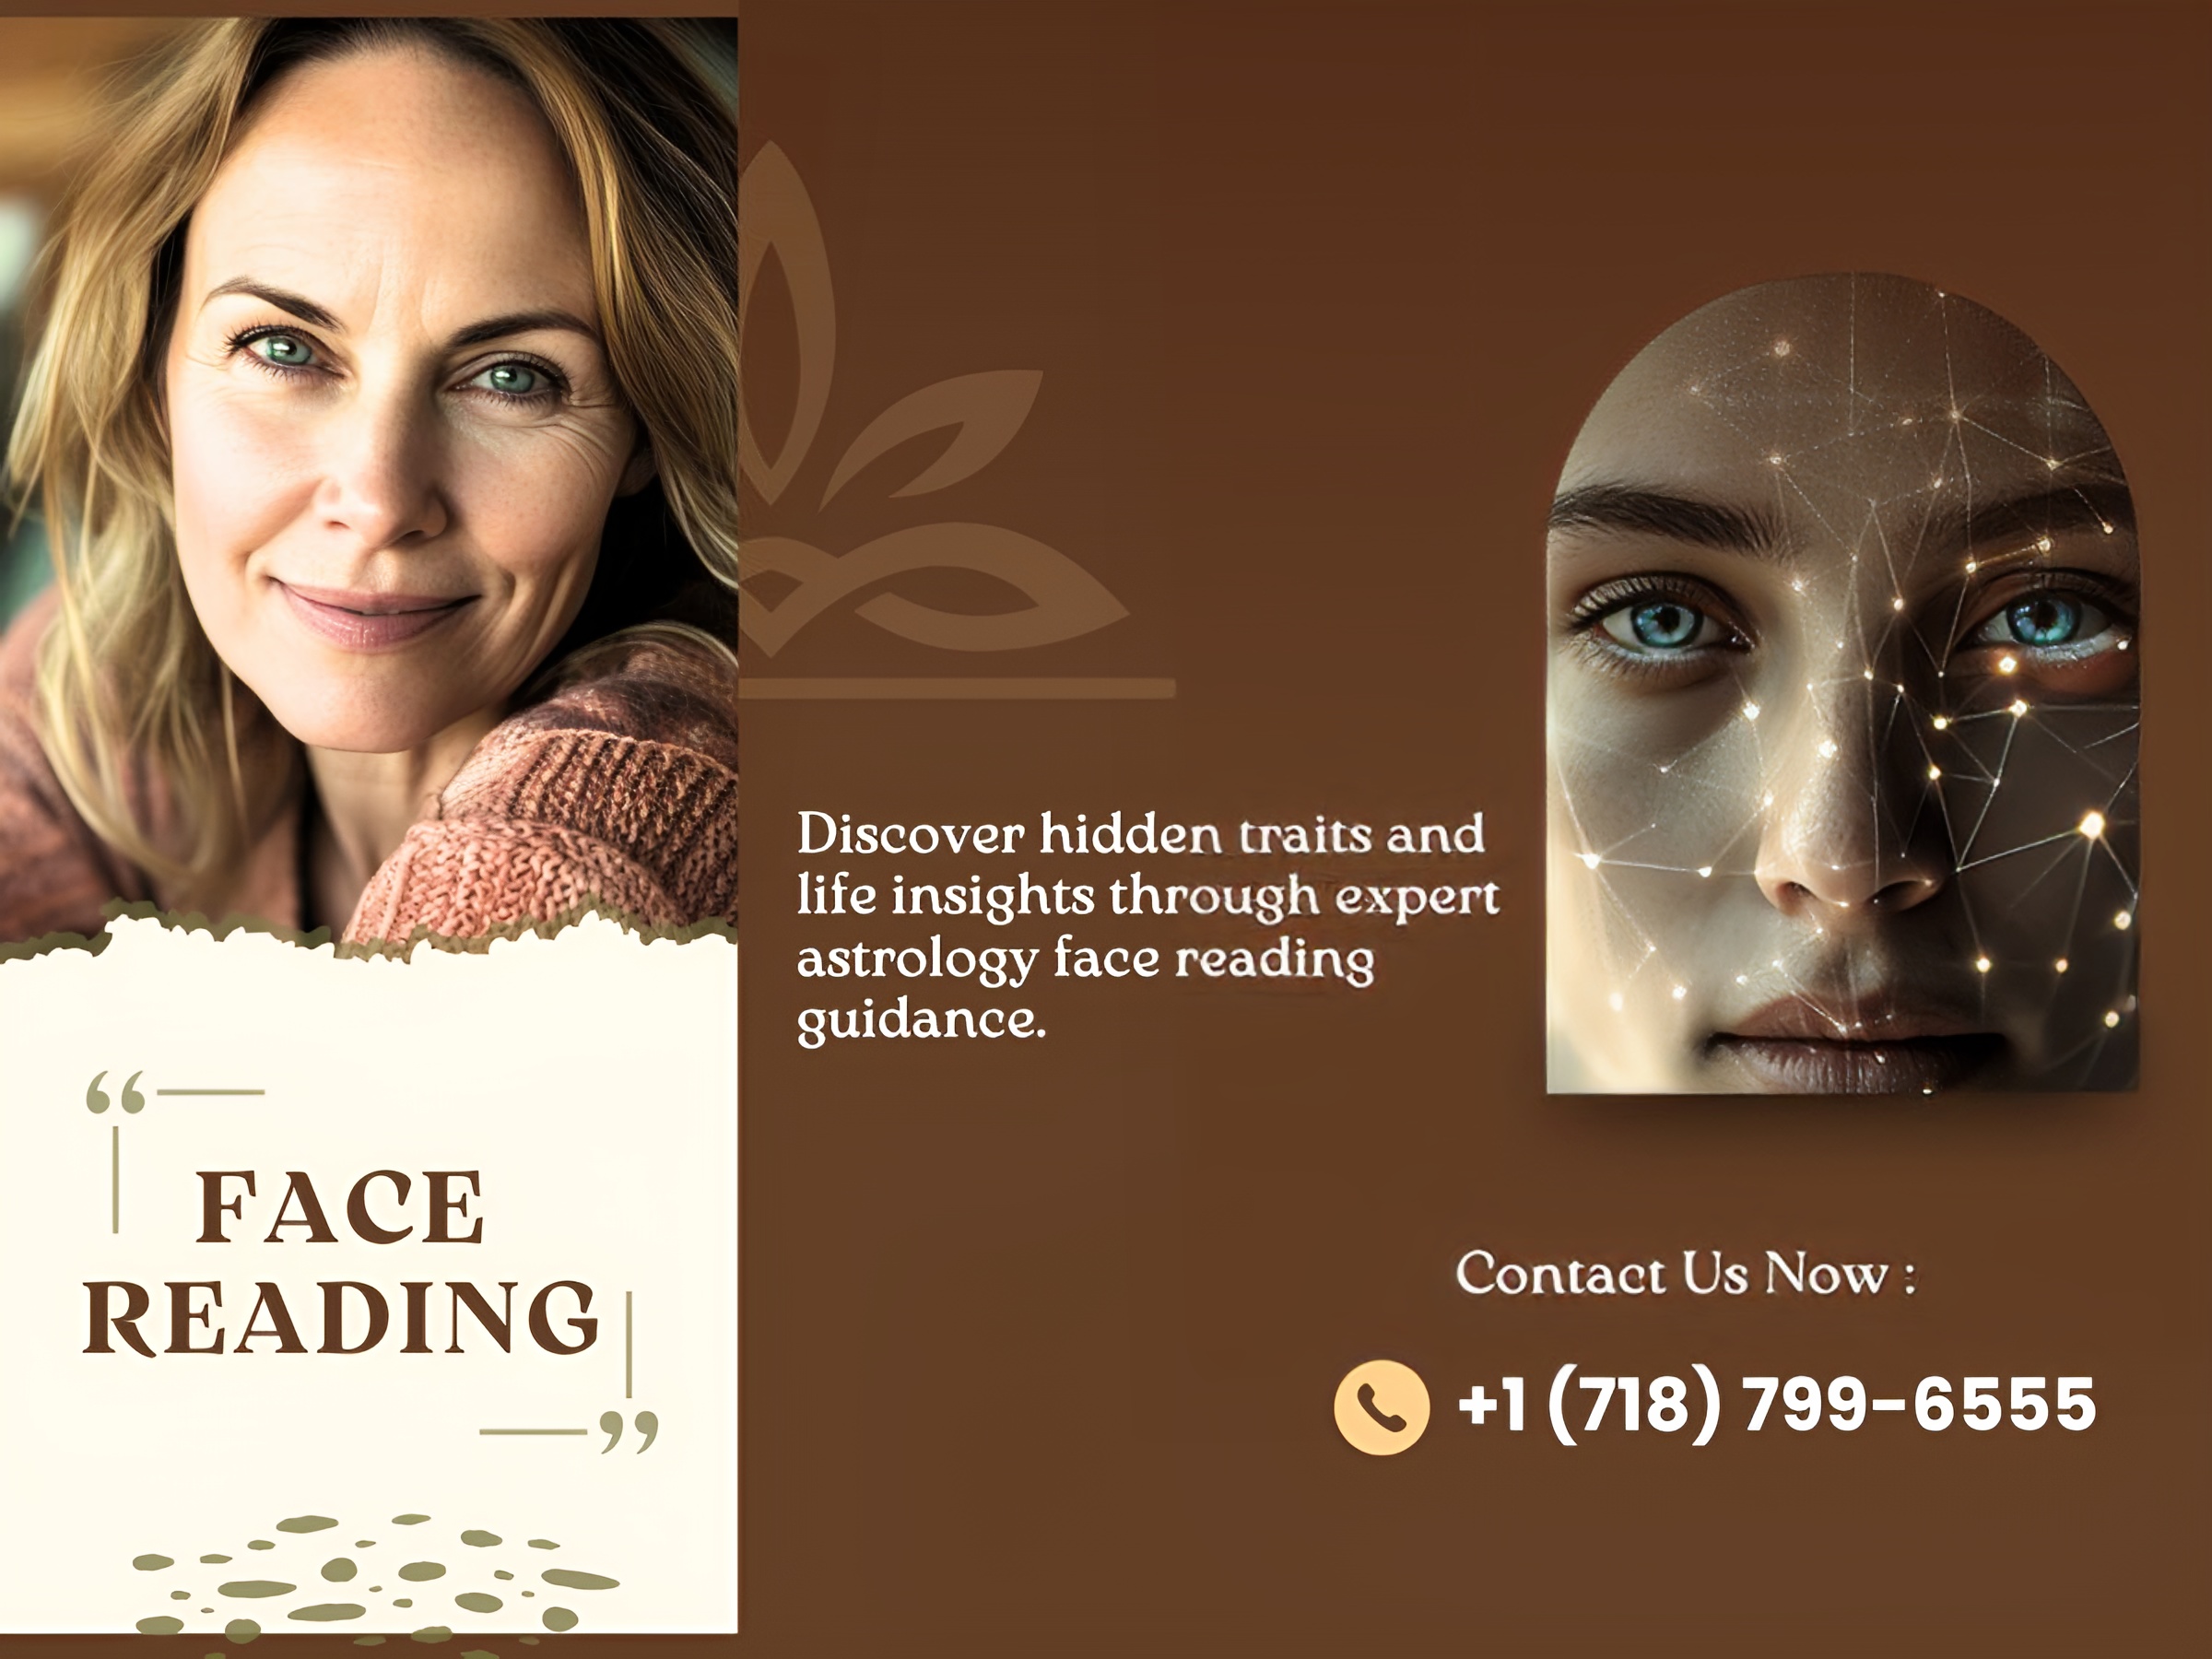 FACE
READING
Discover hidden traits and
life insights through expert
astrology face reading
guidance.
Contact Us Now :
+1 (718) 799-6555